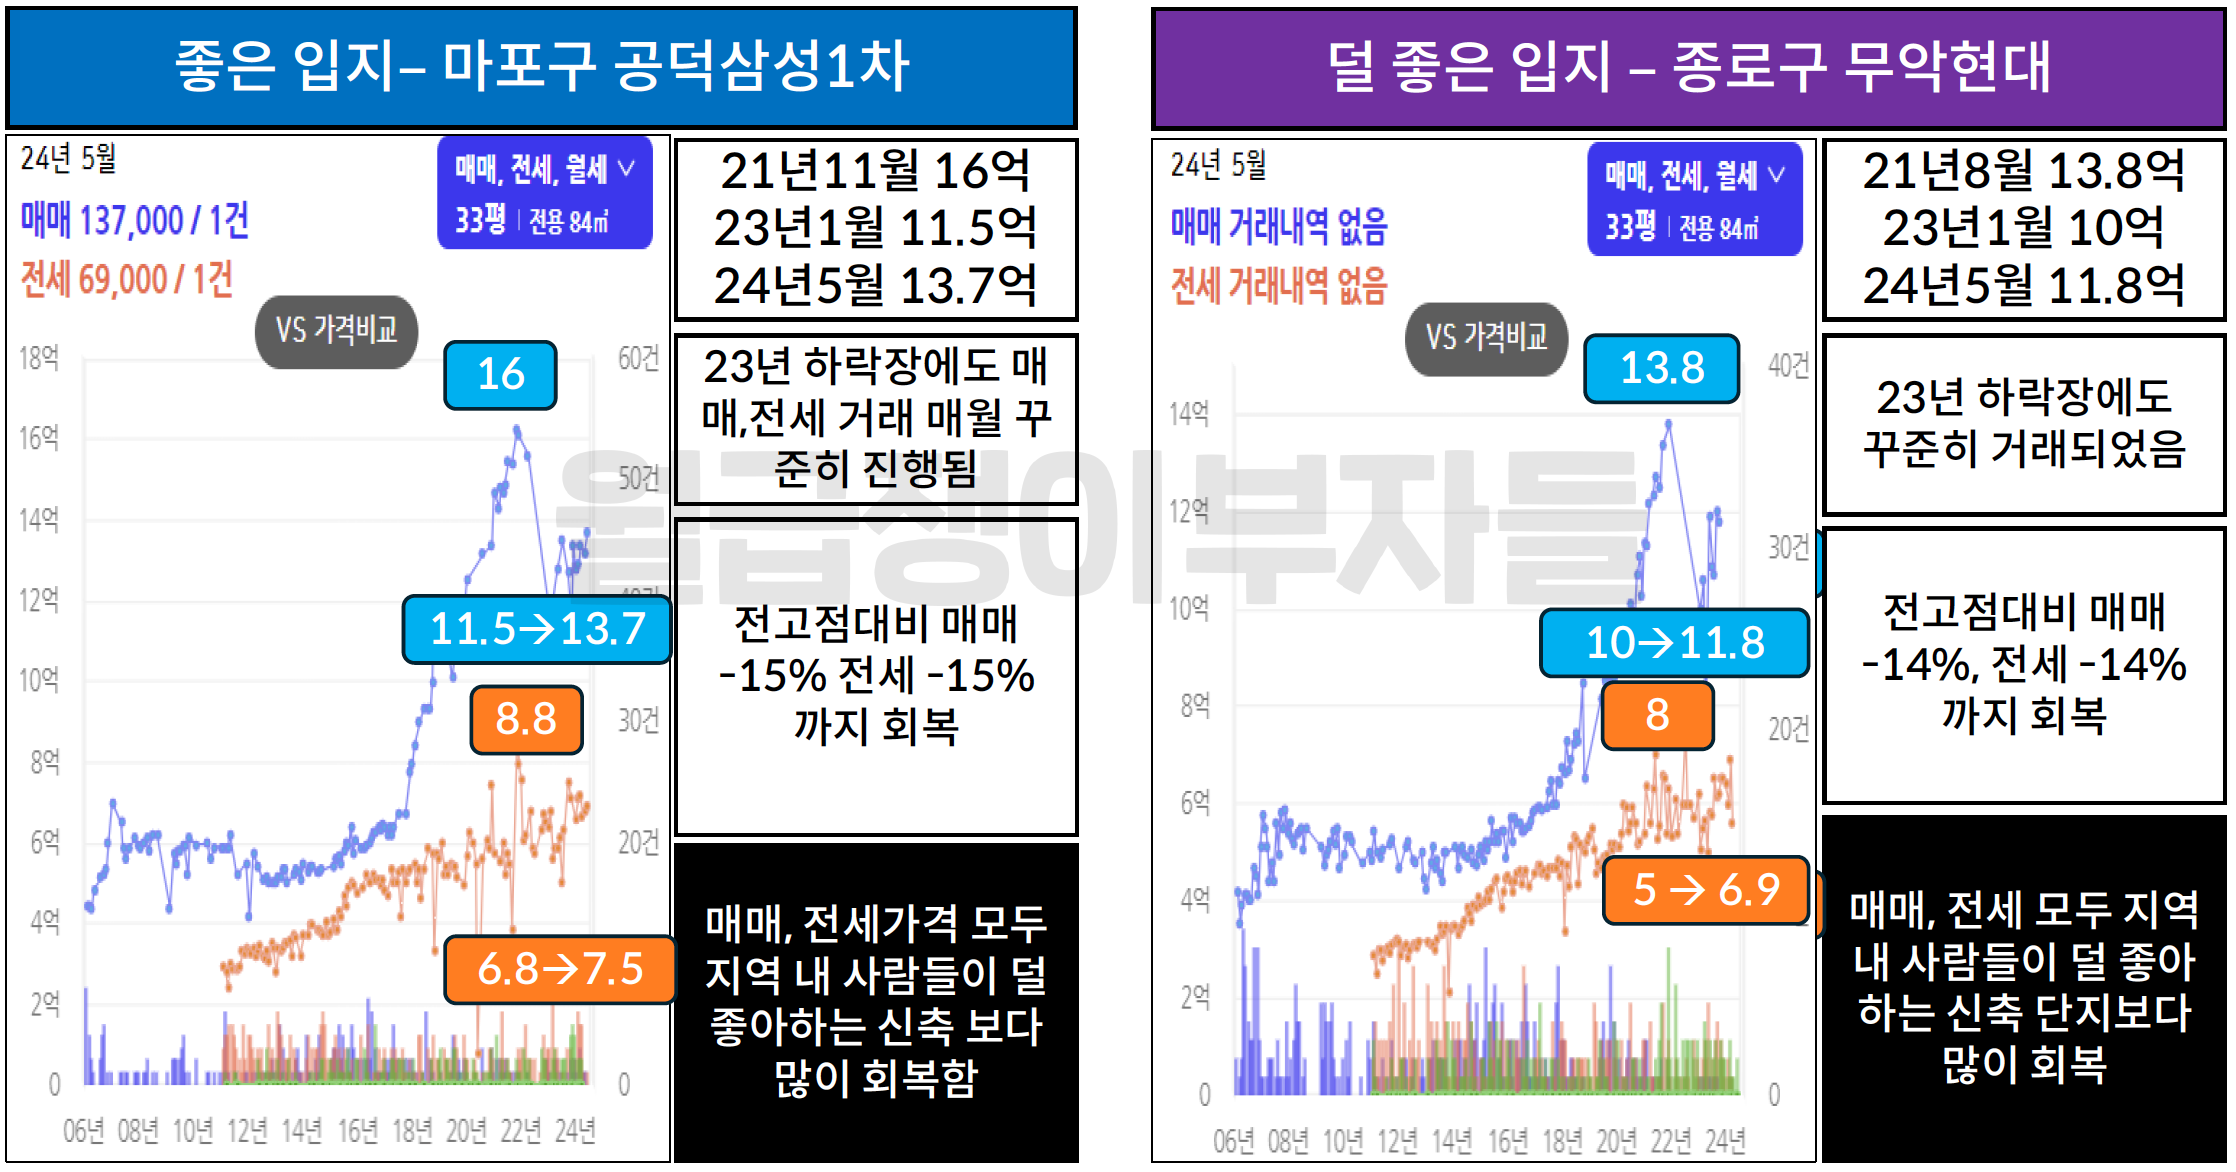 좋은 입지– 마포구 공덕삼성1차
24년 5월
매매, 전세, 월세
33평 | 전용 84㎡
매매 137,000 / 1건
전세 69,000 / 1건
VS 가격비교
18억
16억
14억
12억
10억
8억
6억
4억
2억
0
60건
50건
40건
30건
20건
0
16
11.5→13.7
8.8
6.8→7.5
06년 08년 10년 12년 14년 16년 18년 20년 22년 24년
21년11월 16억
23년1월 11.5억
24년5월 13.7억
23년 하락장에도 매
매,전세 거래 매월 꾸
준히 진행됨
전고점대비 매매
-15% 전세 -15%
까지 회복
매매, 전세가격 모두
지역 내 사람들이 덜
좋아하는 신축 보다
많이 회복함
덜 좋은 입지 – 종로구 무악현대
24년 5월
매매, 전세, 월세
33평 | 전용 84㎡
매매 거래내역 없음
전세 거래내역 없음
VS 가격비교
14억
12억
10억
8억
6억
4억
2억
0
40건
30건
20건
0
13.8
10→11.8
8
5 → 6.9
06년 08년 10년 12년 14년 16년 18년 20년 22년 24년
21년8월 13.8억
23년1월 10억
24년5월 11.8억
23년 하락장에도
꾸준히 거래되었음
전고점대비 매매
-14%, 전세 -14%
까지 회복
매매, 전세 모두 지역
내 사람들이 덜 좋아
하는 신축 단지보다
많이 회복
월급쟁이부자들